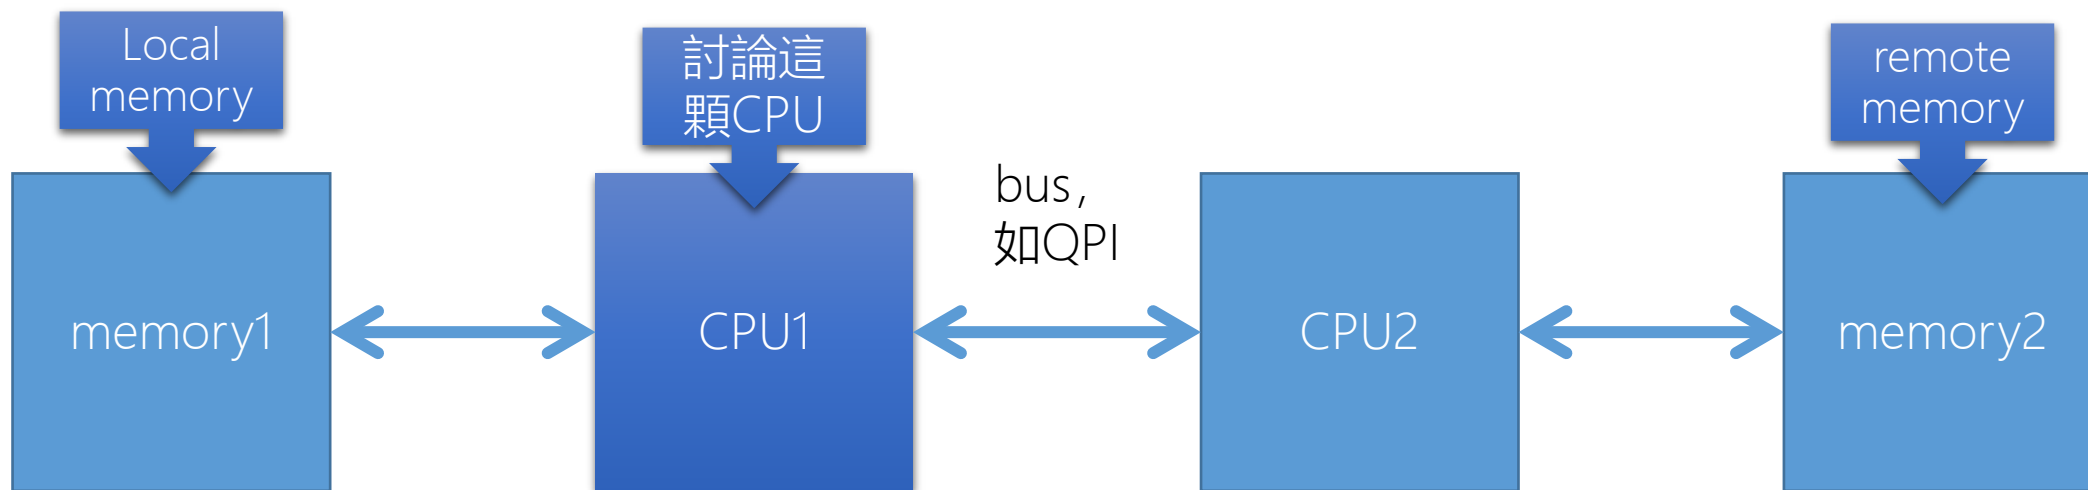 Local
memory
討論這
顆CPU
remote
memory
bus,
如QPI
memory1
CPU1
CPU2
memory2